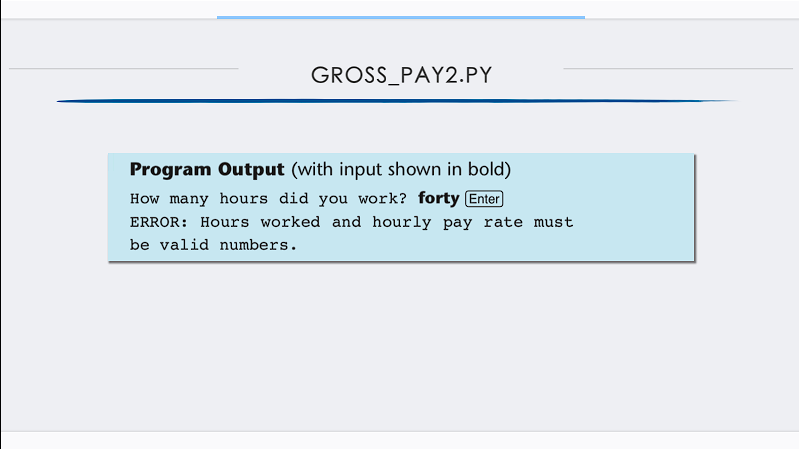 GROSS_PAY2.PY
Program Output (with input shown in bold)
How many hours did you work? forty Enter
ERROR: Hours worked and hourly pay rate must
be valid numbers.